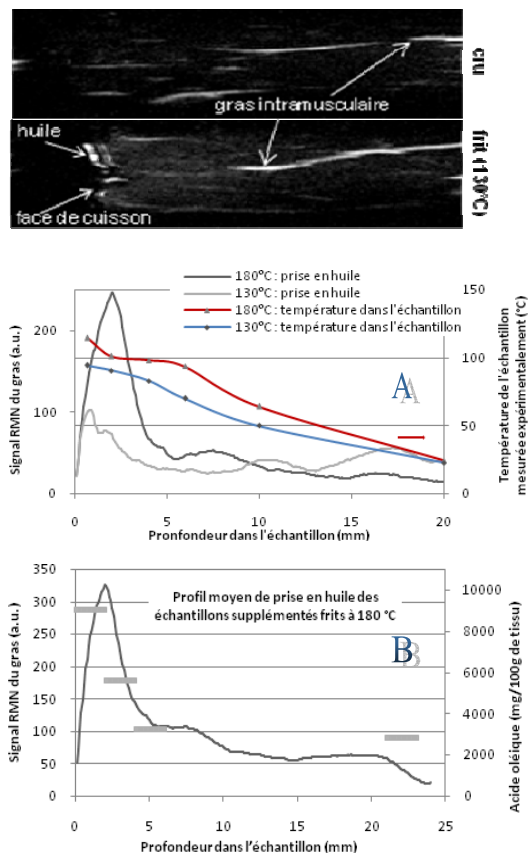 cru
gras intramusculaire
huile
face de cuisson
frit (130°C)
180°C : prise en huile
130°C : prise en huile
180°C : température dans l'échantillon
130°C : température dans l'échantillon
Signal RMN du gras (a.u.)
200
150
100
50
0
150
100
50
0
Température de l'échantillon
mesurée expérimentalement (°C)
A
0 5 10 15 20
Pronfondeur dans l'échantillon (mm)
Profil moyen de prise en huile des
échantillons supplémentés frits à 180 °C
B
Signal RMN du gras (a.u.)
350
300
250
200
150
100
50
0
10000
8000
6000
4000
2000
0
Acide oléique (mg/100g de tissu)
0 5 10 15 20 25
Profondeur dans l'échantillon (mm)